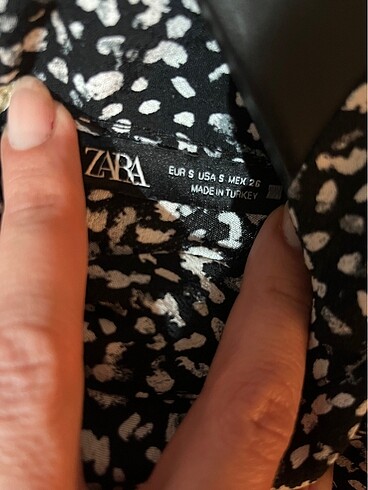 ZARA
EUR S USA S MEX 26
MADE IN TURKEY